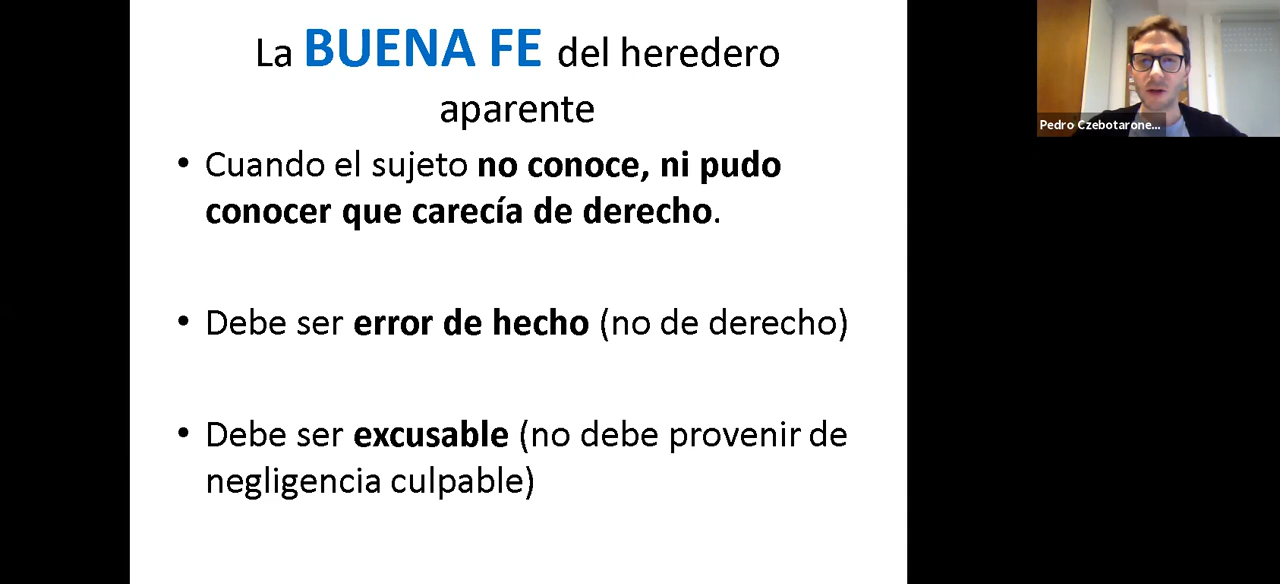 La BUENA FE del heredero
aparente
• Cuando el sujeto no conoce, ni pudo
conocer que carecía de derecho.
• Debe ser error de hecho (no de derecho)
• Debe ser excusable (no debe provenir de
negligencia culpable)
Pedro Czebotarone...